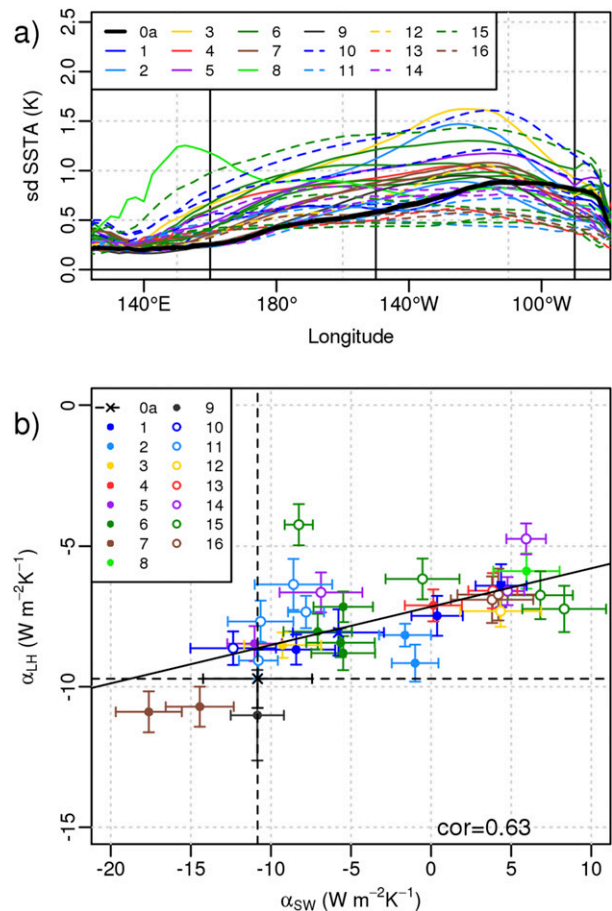 a)
0a 3 6 9 12 15
1 4 7 10 13 16
2 5 8 11 14
sd SSTA (K)
2.5
2.0
1.5
1.0
0.5
0.0
140°E 180° 140°W 100°W
Longitude
b)
0a 9
1 10
2 11
3 12
4 13
5 14
6 15
7 16
8
α_LH (W m⁻²K⁻¹)
0
-5
-10
-15
cor=0.63
-20 -15 -10 -5 0 5 10
α_SW (W m⁻²K⁻¹)